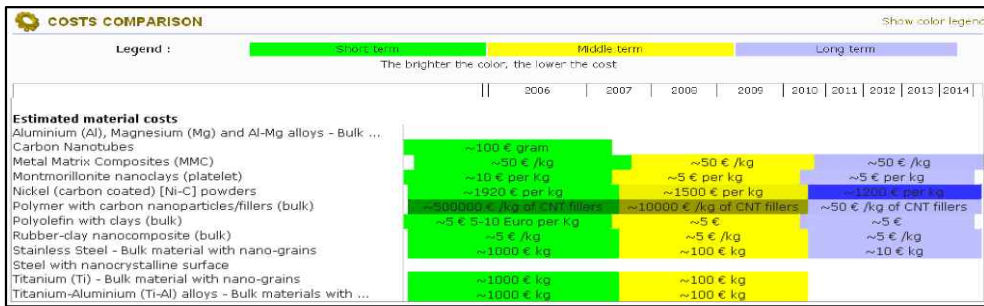 COSTS COMPARISON Show color legend
Legend : Short term Middle term Long term
The brighter the color, the lower the cost
2006 2007 2008 2009 2010 2011 2012 2013 2014
Estimated material costs
Aluminium (Al), Magnesium (Mg) and Al-Mg alloys - Bulk ...
Carbon Nanotubes ~100 € gram
Metal Matrix Composites (MMC) ~50 € /kg ~50 € /kg ~50 € /kg
Montmorillonite nanoclays (platelet) ~10 € per Kg ~5 € per kg ~5 € per kg
Nickel (carbon coated) [Ni-C] powders ~1920 € per kg ~1500 € per kg ~1200 € per kg
Polymer with carbon nanoparticles/fillers (bulk) ~500000 € /kg of CNT fillers ~10000 € /kg of CNT fillers ~50 € /kg of CNT fillers
Polyolefin with clays (bulk) ~5 € 5-10 Euro per Kg ~5 € ~5 €
Rubber-clay nanocomposite (bulk) ~5 € /kg ~5 € /kg ~5 € /kg
Stainless Steel - Bulk material with nano-grains ~1000 € kg ~100 € kg ~10 € kg
Steel with nanocrystalline surface
Titanium (Ti) - Bulk material with nano-grains ~1000 € kg ~100 € kg
Titanium-Aluminium (Ti-Al) alloys - Bulk materials with ... ~1000 € kg ~100 € kg